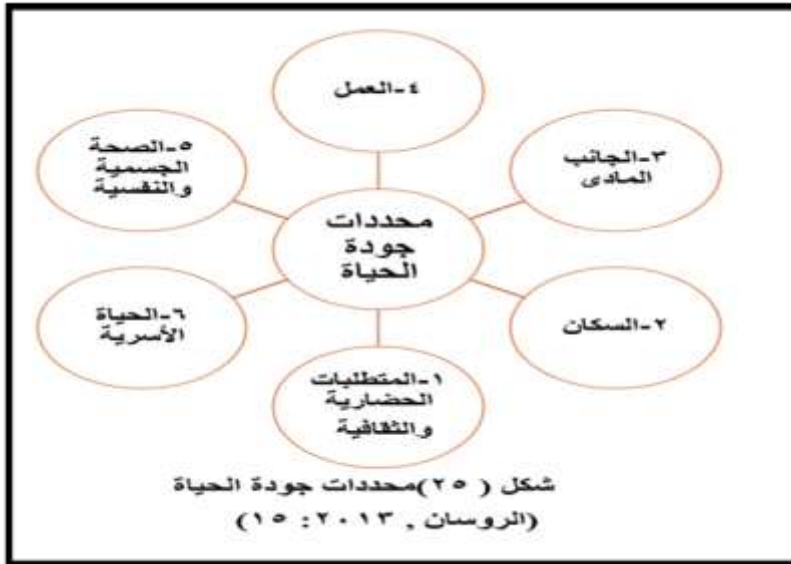 ٤-العمل
٣-الجانب
المادى
٥-الصحة
الجسمية
والنفسية
محددات
جودة
الحياة
٢-السكان
٦-الحياة
الأسرية
١-المتطلبات
الحضارية
والثقافية
شكل ( ٢٥)محددات جودة الحياة
(الروسان , ٢٠١٣: ١٥)